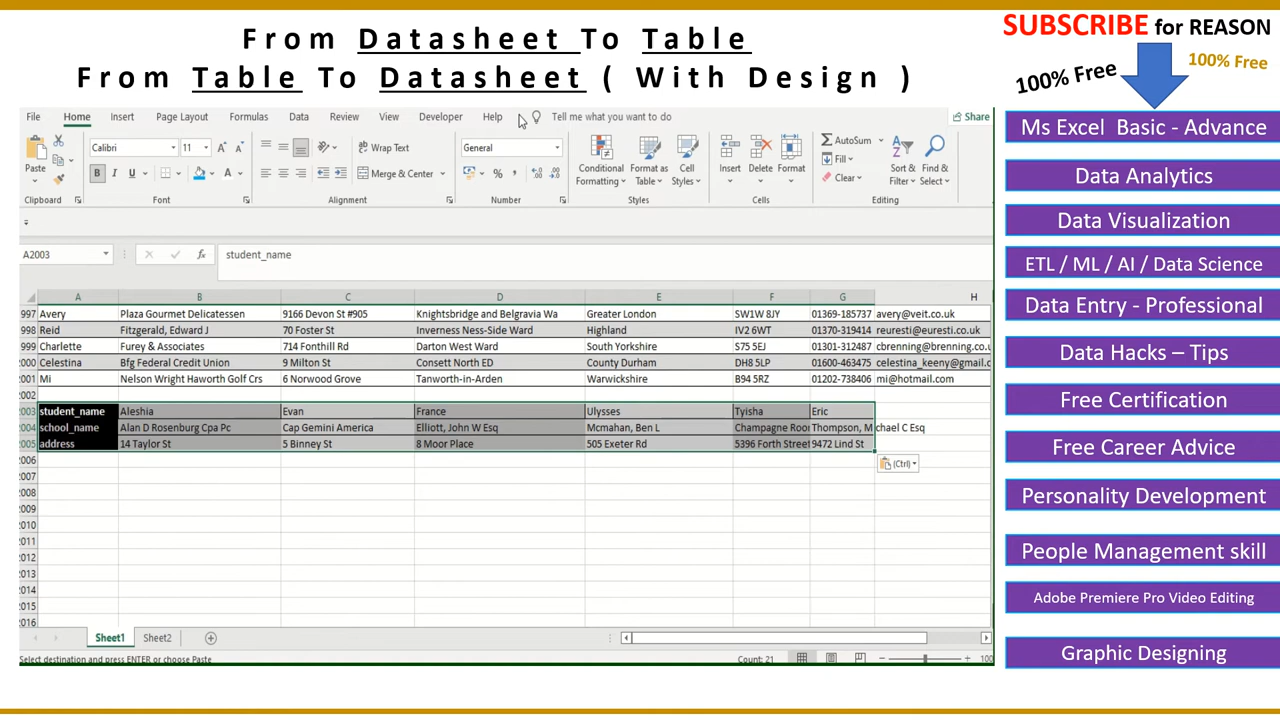 From Datasheet To Table
From Table To Datasheet ( With Design )
SUBSCRIBE for REASON
100% Free
100% Free
Ms Excel Basic - Advance
Data Analytics
Data Visualization
ETL / ML / AI / Data Science
Data Entry - Professional
Data Hacks – Tips
Free Certification
Free Career Advice
Personality Development
People Management skill
Adobe Premiere Pro Video Editing
Graphic Designing
File Home Insert Page Layout Formulas Data Review View Developer Help Tell me what you want to do Share
Calibri 11 Wrap Text General AutoSum
Paste B I U A Merge & Center % , Conditional Formatting Format as Table Cell Styles Insert Delete Format Fill Clear Sort & Filter Find & Select
Clipboard Font Alignment Number Styles Cells Editing
A2003 fx student_name
A B C D E F G H
997 Avery Plaza Gourmet Delicatessen 9166 Devon St #905 Knightsbridge and Belgravia Wa Greater London SW1W 8JY 01369-185737 avery@veit.co.uk
998 Reid Fitzgerald, Edward J 70 Foster St Inverness Ness-Side Ward Highland IV2 6WT 01370-319414 reuresti@euresti.co.uk
999 Charlette Furey & Associates 714 Fonthill Rd Darton West Ward South Yorkshire S75 5EJ 01301-312487 cbrenning@brenning.co.u
2000 Celestina Bfg Federal Credit Union 9 Milton St Consett North ED County Durham DH8 5LP 01600-463475 celestina_keeny@gmail.c
2001 Mi Nelson Wright Haworth Golf Crs 6 Norwood Grove Tanworth-in-Arden Warwickshire B94 5RZ 01202-738406 mi@hotmail.com
2002
2003 student_name Aleshia Evan France Ulysses Tyisha Eric
2004 school_name Alan D Rosenburg Cpa Pc Cap Gemini America Elliott, John W Esq Mcmahan, Ben L Champagne Roo Thompson, Michael C Esq
2005 address 14 Taylor St 5 Binney St 8 Moor Place 505 Exeter Rd 5396 Forth Street 9472 Lind St
2006 (Ctrl)
2007
2008
2009
2010
2011
2012
2013
2014
2015
2016
Sheet1 Sheet2
Select destination and press ENTER or choose Paste Count: 21 100